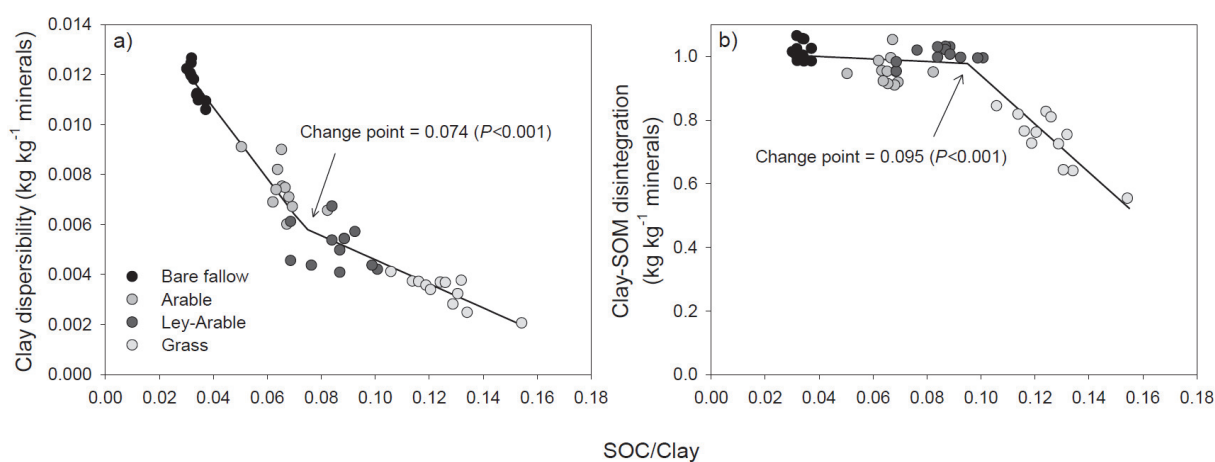 a)
Clay dispersibility (kg kg⁻¹ minerals)
0.014
0.012
0.010
0.008
0.006
0.004
0.002
0.000
Change point = 0.074 (P<0.001)
Bare fallow
Arable
Ley-Arable
Grass
0.00 0.02 0.04 0.06 0.08 0.10 0.12 0.14 0.16 0.18
b)
Clay-SOM disintegration
(kg kg⁻¹ minerals)
1.0
0.8
0.6
0.4
0.2
0.0
Change point = 0.095 (P<0.001)
0.00 0.02 0.04 0.06 0.08 0.10 0.12 0.14 0.16 0.18
SOC/Clay